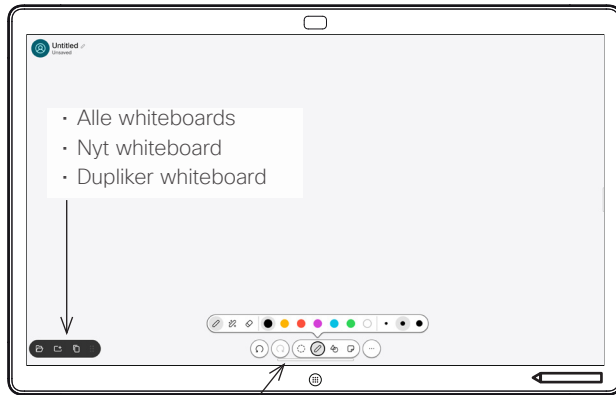 Untitled
Unsaved
· Alle whiteboards
· Nyt whiteboard
· Dupliker whiteboard